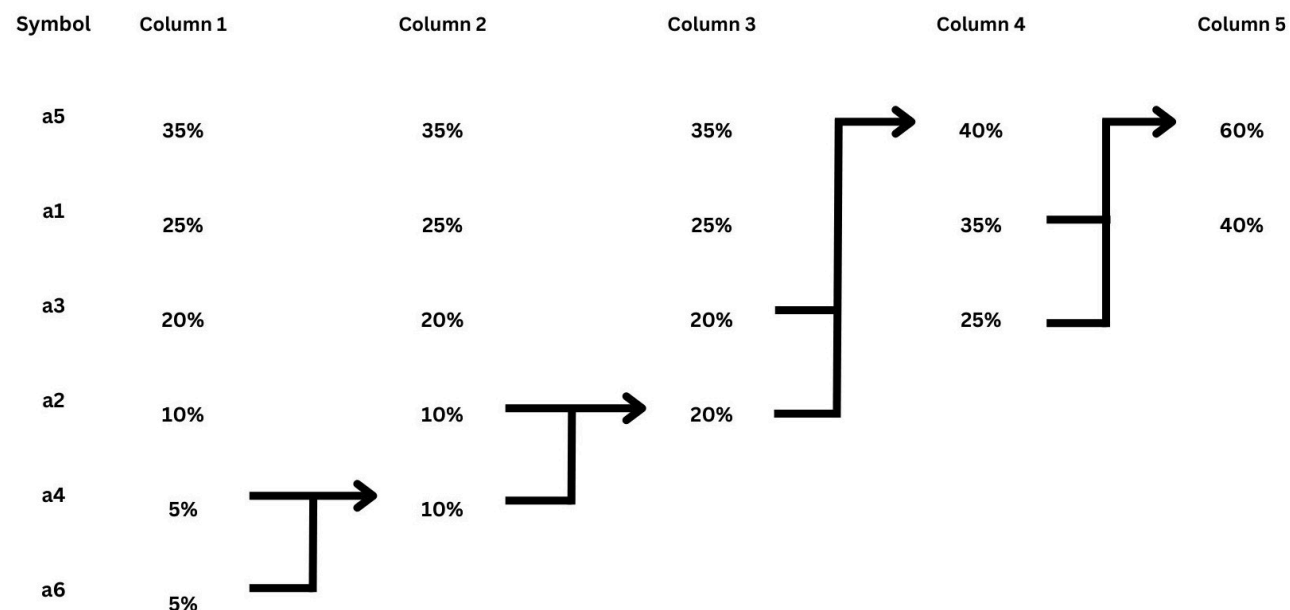 Symbol Column 1 Column 2 Column 3 Column 4 Column 5
a5 35% 35% 35% 40% 60%
a1 25% 25% 25% 35% 40%
a3 20% 20% 20% 25%
a2 10% 10% 20%
a4 5% 10%
a6 5%